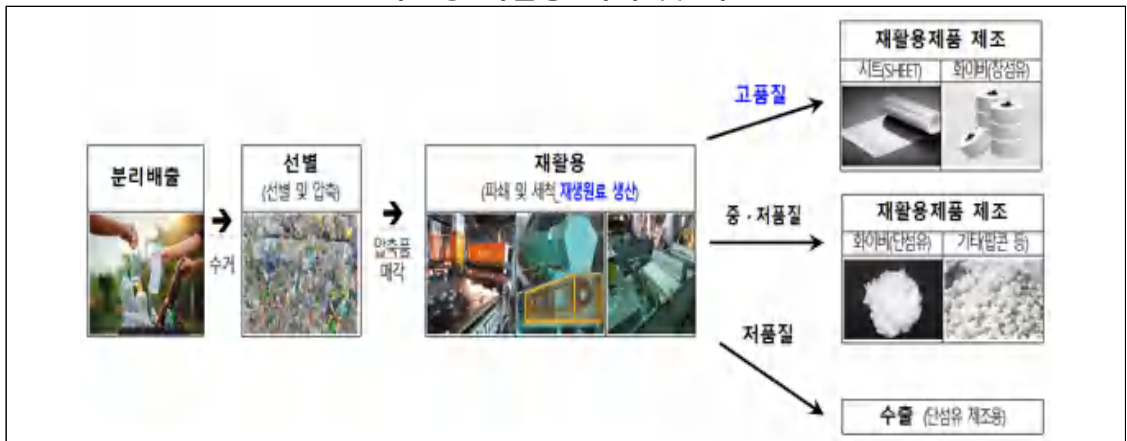 분리배출
수거
선별
(선별 및 압축)
압축품
매각
재활용
(파쇄 및 세척, 재생원료 생산)
고품질
재활용제품 제조
시트(SHEET)
화이버(장섬유)
중·저품질
재활용제품 제조
화이버(단섬유)
기타(팝콘 등)
저품질
수출 (단섬유 제조용)